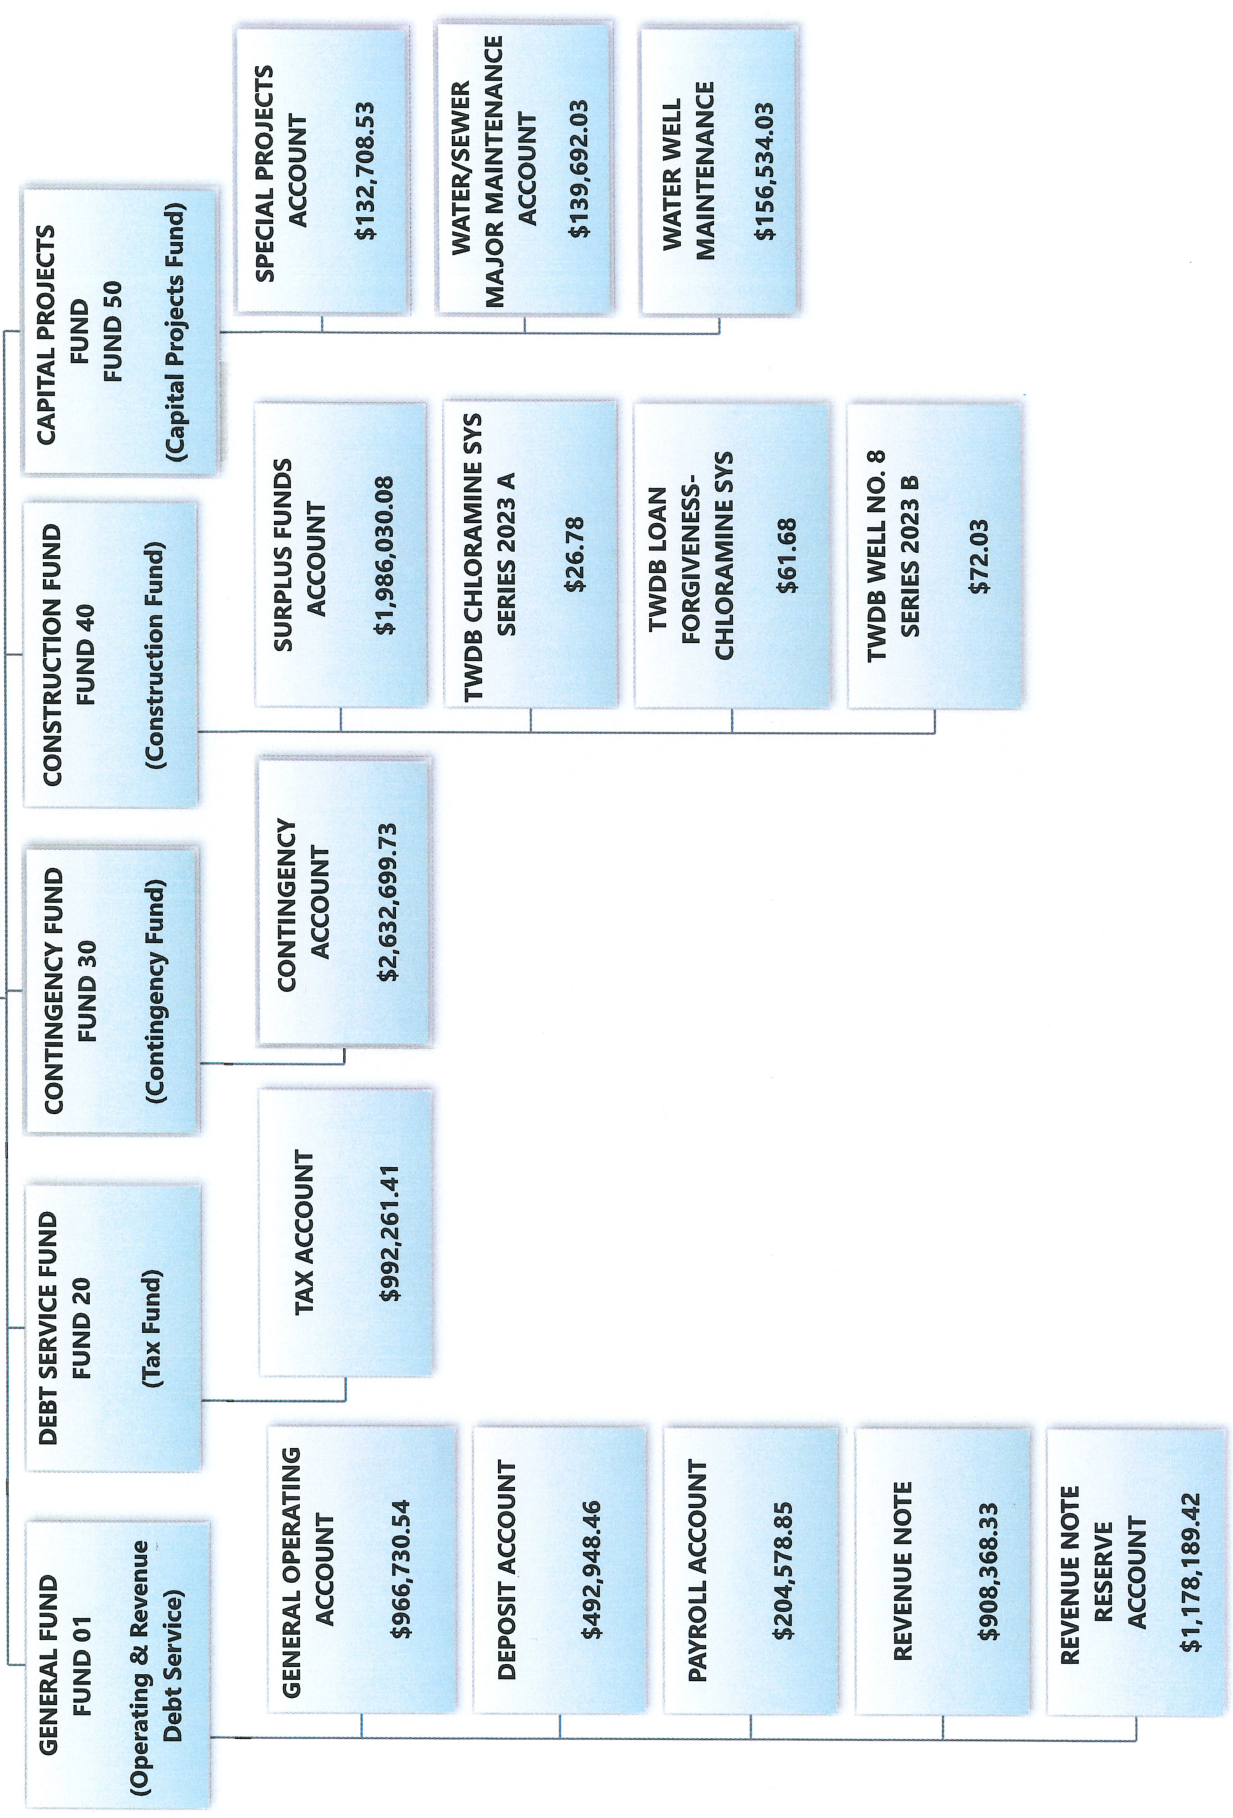 GENERAL FUND
FUND 01
(Operating & Revenue
Debt Service)
GENERAL OPERATING
ACCOUNT
$966,730.54
DEPOSIT ACCOUNT
$492,948.46
PAYROLL ACCOUNT
$204,578.85
REVENUE NOTE
$908,368.33
REVENUE NOTE
RESERVE
ACCOUNT
$1,178,189.42
DEBT SERVICE FUND
FUND 20
(Tax Fund)
TAX ACCOUNT
$992,261.41
CONTINGENCY FUND
FUND 30
(Contingency Fund)
CONTINGENCY
ACCOUNT
$2,632,699.73
CONSTRUCTION FUND
FUND 40
(Construction Fund)
SURPLUS FUNDS
ACCOUNT
$1,986,030.08
TWDB CHLORAMINE SYS
SERIES 2023 A
$26.78
TWDB LOAN
FORGIVENESS-
CHLORAMINE SYS
$61.68
TWDB WELL NO. 8
SERIES 2023 B
$72.03
CAPITAL PROJECTS
FUND
FUND 50
(Capital Projects Fund)
SPECIAL PROJECTS
ACCOUNT
$132,708.53
WATER/SEWER
MAJOR MAINTENANCE
ACCOUNT
$139,692.03
WATER WELL
MAINTENANCE
$156,534.03